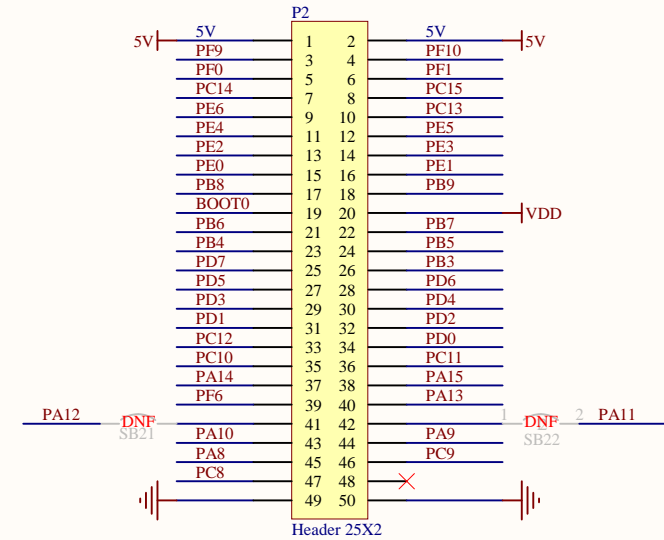 P2
5V 5V 1 2 5V 5V
PF9 3 4 PF10
PF0 5 6 PF1
PC14 7 8 PC15
PE6 9 10 PC13
PE4 11 12 PE5
PE2 13 14 PE3
PE0 15 16 PE1
PB8 17 18 PB9
BOOT0 19 20 VDD
PB6 21 22 PB7
PB4 23 24 PB5
PD7 25 26 PB3
PD5 27 28 PD6
PD3 29 30 PD4
PD1 31 32 PD2
PC12 33 34 PD0
PC10 35 36 PC11
PA14 37 38 PA15
PF6 39 40 PA13
PA12 DNF 41 42 1 DNF 2 PA11
SB21 SB22
PA10 43 44 PA9
PA8 45 46 PC9
PC8 47 48
49 50
Header 25X2